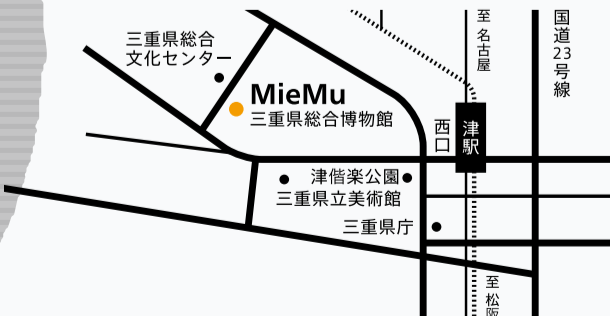 三重県総合
文化センター
MieMu
三重県総合博物館
至 名古屋
国道23号線
西口
津駅
津偕楽公園
三重県立美術館
三重県庁
至 松阪